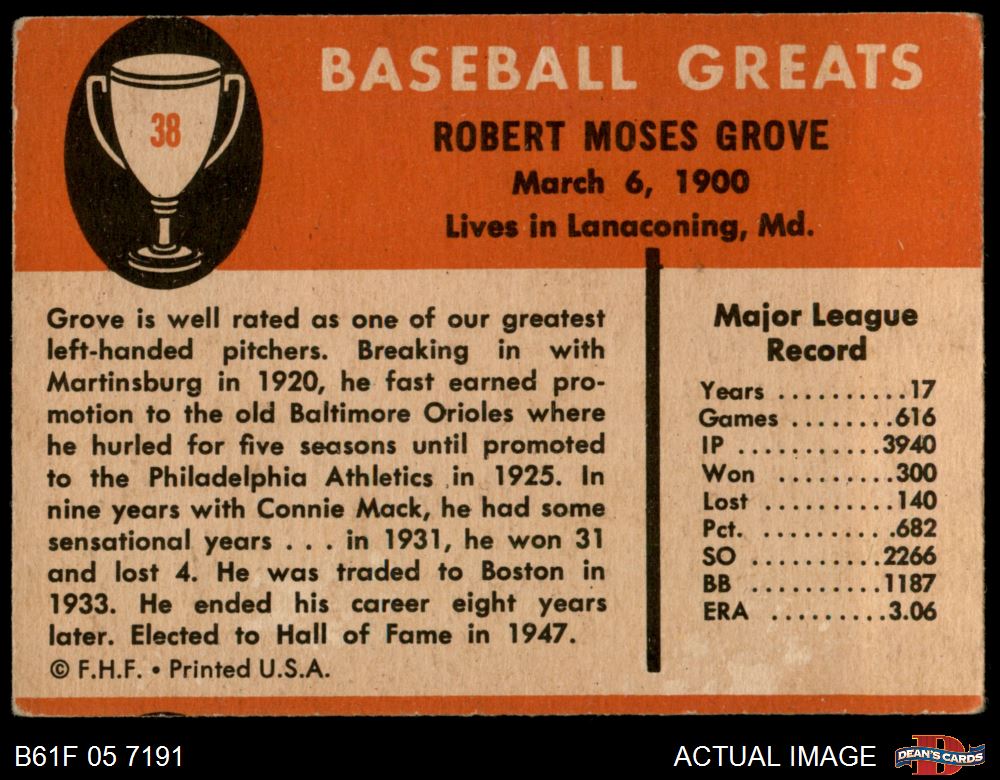 38
BASEBALL GREATS
ROBERT MOSES GROVE
March 6, 1900
Lives in Lanaconing, Md.
Grove is well rated as one of our greatest
left-handed pitchers. Breaking in with
Martinsburg in 1920, he fast earned pro-
motion to the old Baltimore Orioles where
he hurled for five seasons until promoted
to the Philadelphia Athletics in 1925. In
nine years with Connie Mack, he had some
sensational years . . . in 1931, he won 31
and lost 4. He was traded to Boston in
1933. He ended his career eight years
later. Elected to Hall of Fame in 1947.
© F.H.F. • Printed U.S.A.
Major League
Record
Years ..........17
Games ........616
IP ...........3940
Won .........300
Lost ..........140
Pct. ..........682
SO ..........2266
BB ..........1187
ERA .........3.06
B61F 05 7191
ACTUAL IMAGE
D
DEAN'S CARDS